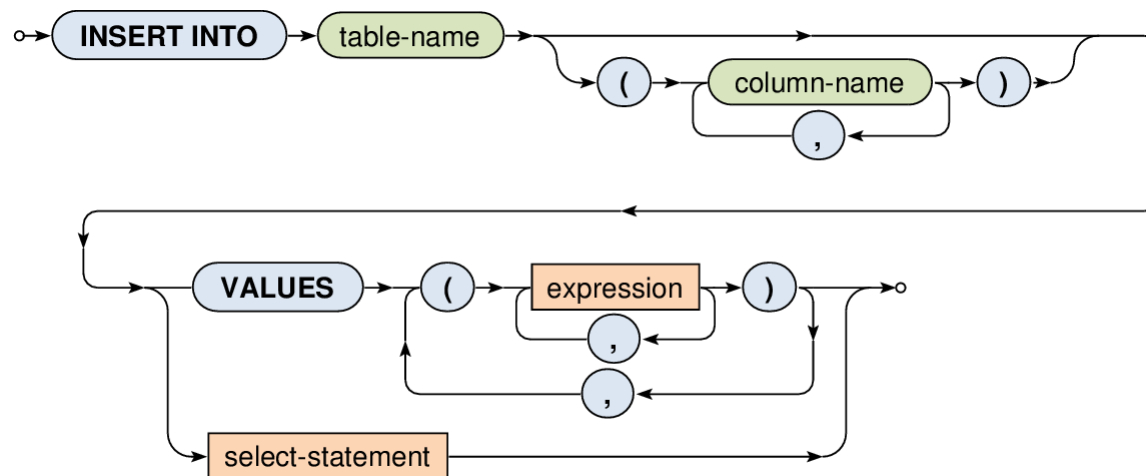 INSERT INTO table-name
( column-name )
,
VALUES ( expression )
,
,
select-statement